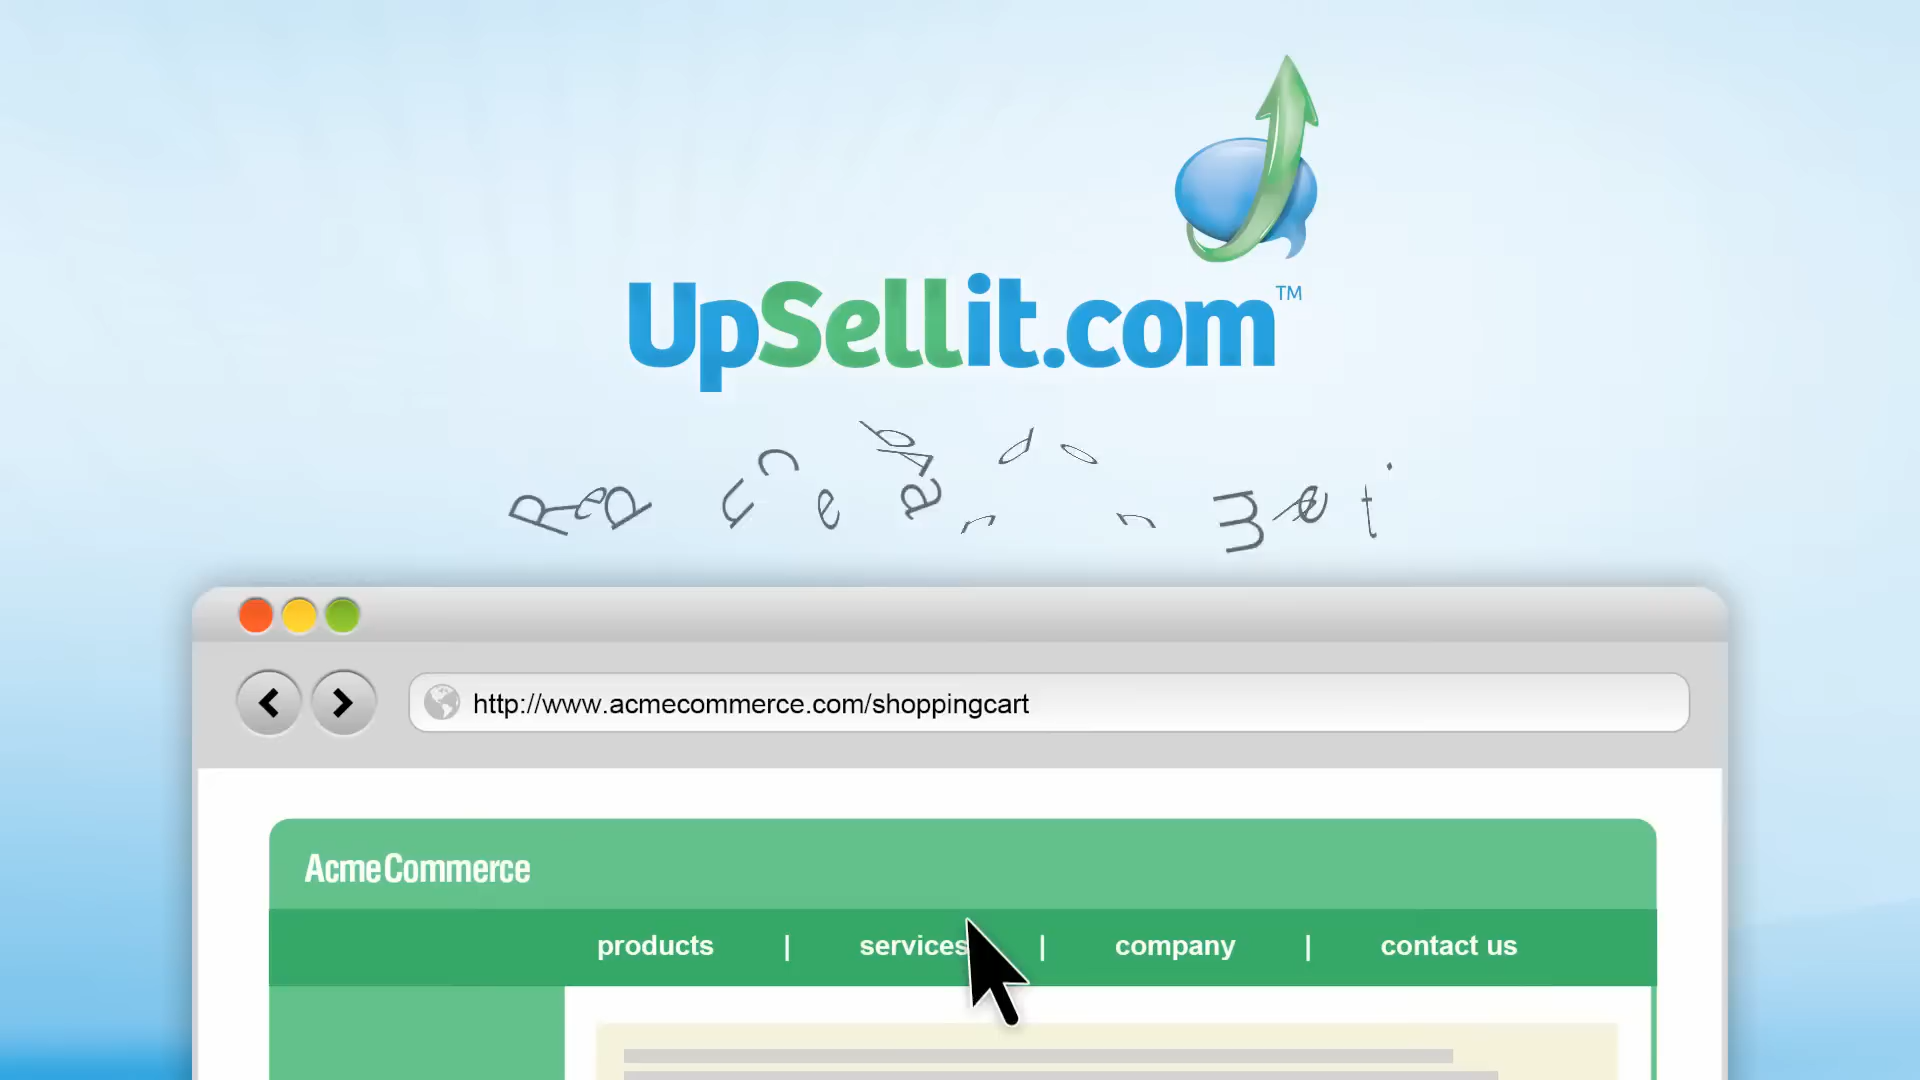 UpSellit.com™
http://www.acmecommerce.com/shoppingcart
AcmeCommerce
products | services | company | contact us